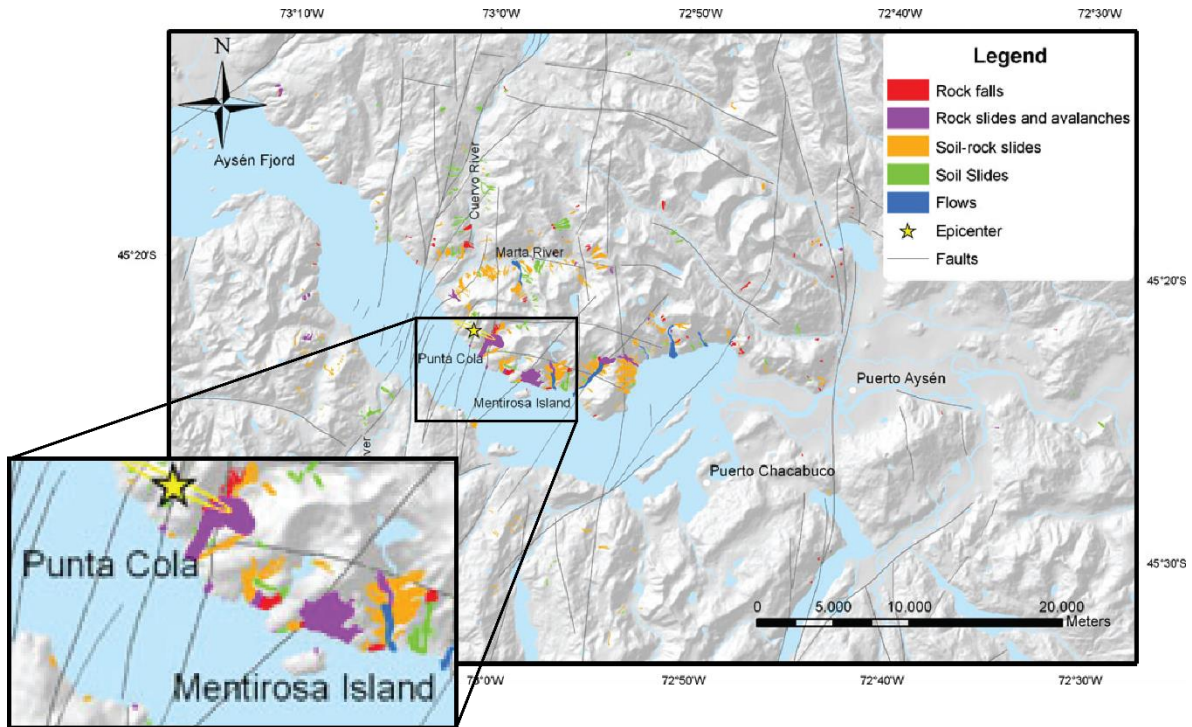 73°10'W 73°0'W 72°50'W 72°40'W 72°30'W
N
Legend
Rock falls
Rock slides and avalanches
Soil-rock slides
Soil Slides
Flows
Epicenter
Faults
Aysén Fjord
Cuervo River
45°20'S
Marta River
45°20'S
Punta Cola
Mentirosa Island
Puerto Aysén
Puerto Chacabuco
45°30'S
0 5,000 10,000 20,000
Meters
Punta Cola
Mentirosa Island
73°0'W 72°50'W 72°40'W 72°30'W